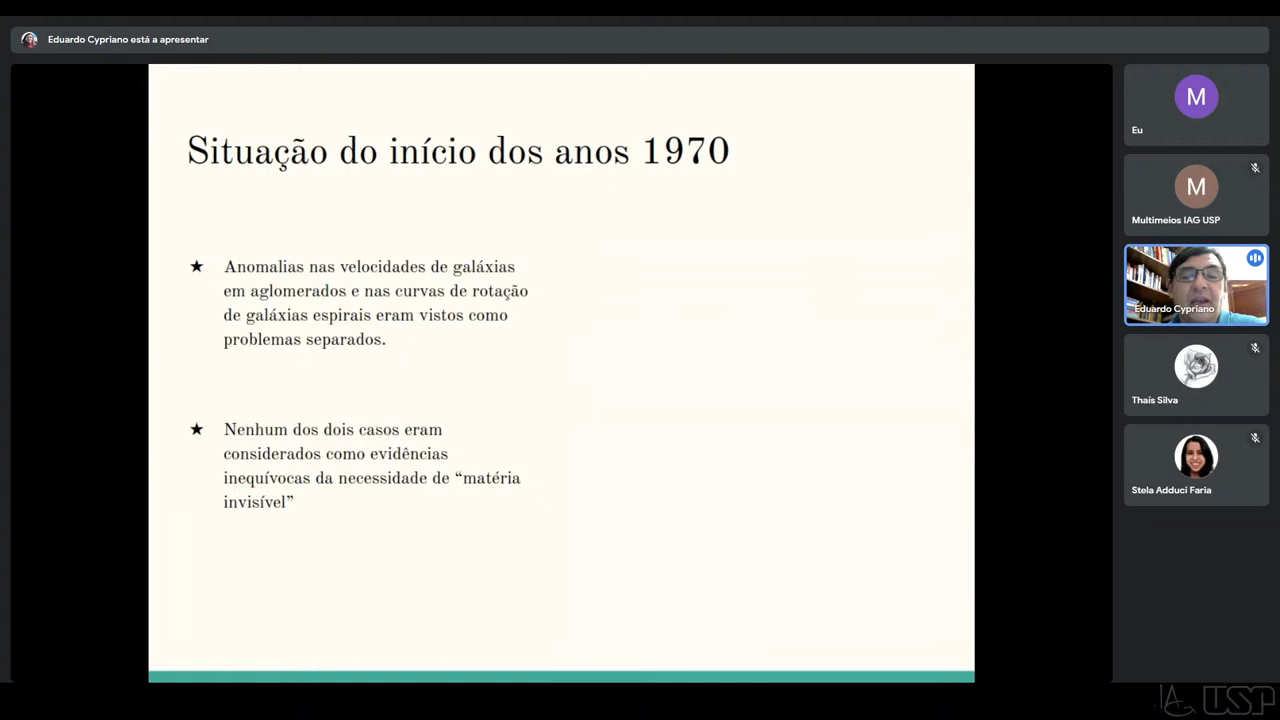 Eduardo Cypriano está a apresentar
Situação do início dos anos 1970
★ Anomalias nas velocidades de galáxias
em aglomerados e nas curvas de rotação
de galáxias espirais eram vistos como
problemas separados.
★ Nenhum dos dois casos eram
considerados como evidências
inequívocas da necessidade de “matéria
invisível”
M
Eu
M
Multimeios IAG USP
Eduardo Cypriano
Thaís Silva
Stela Adduci Faria
USP